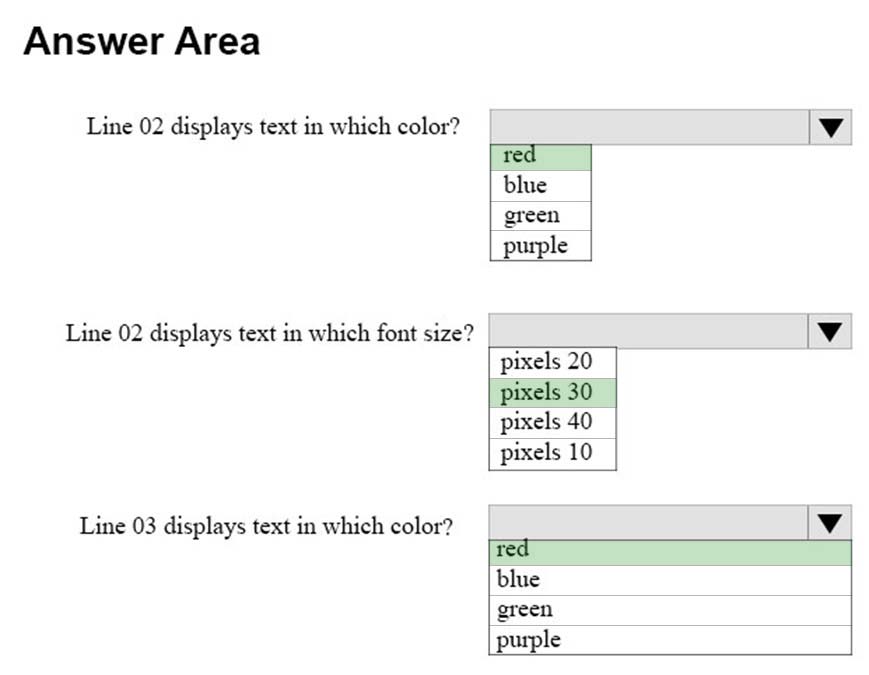 Answer Area
Line 02 displays text in which color?
red
blue
green
purple
Line 02 displays text in which font size?
pixels 20
pixels 30
pixels 40
pixels 10
Line 03 displays text in which color?
red
blue
green
purple